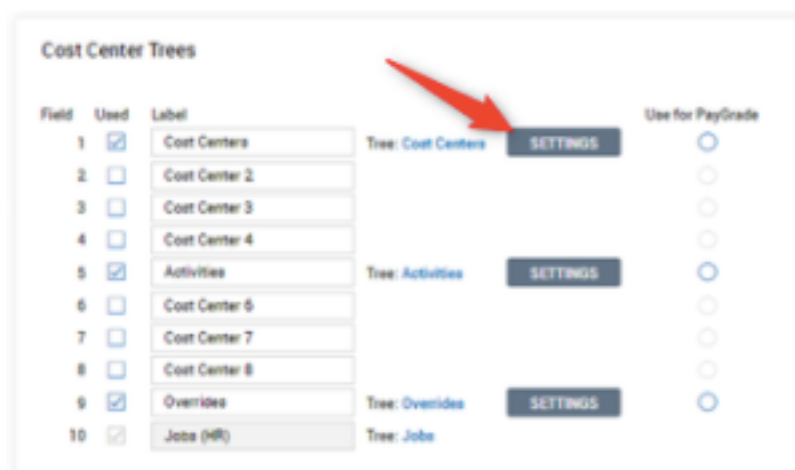 Cost Center Trees
Field Used Label Use for PayGrade
1 Cost Centers Tree: Cost Centers SETTINGS
2 Cost Center 2
3 Cost Center 3
4 Cost Center 4
5 Activities Tree: Activities SETTINGS
6 Cost Center 6
7 Cost Center 7
8 Cost Center 8
9 Overrides Tree: Overrides SETTINGS
10 Jobs (HR) Tree: Jobs